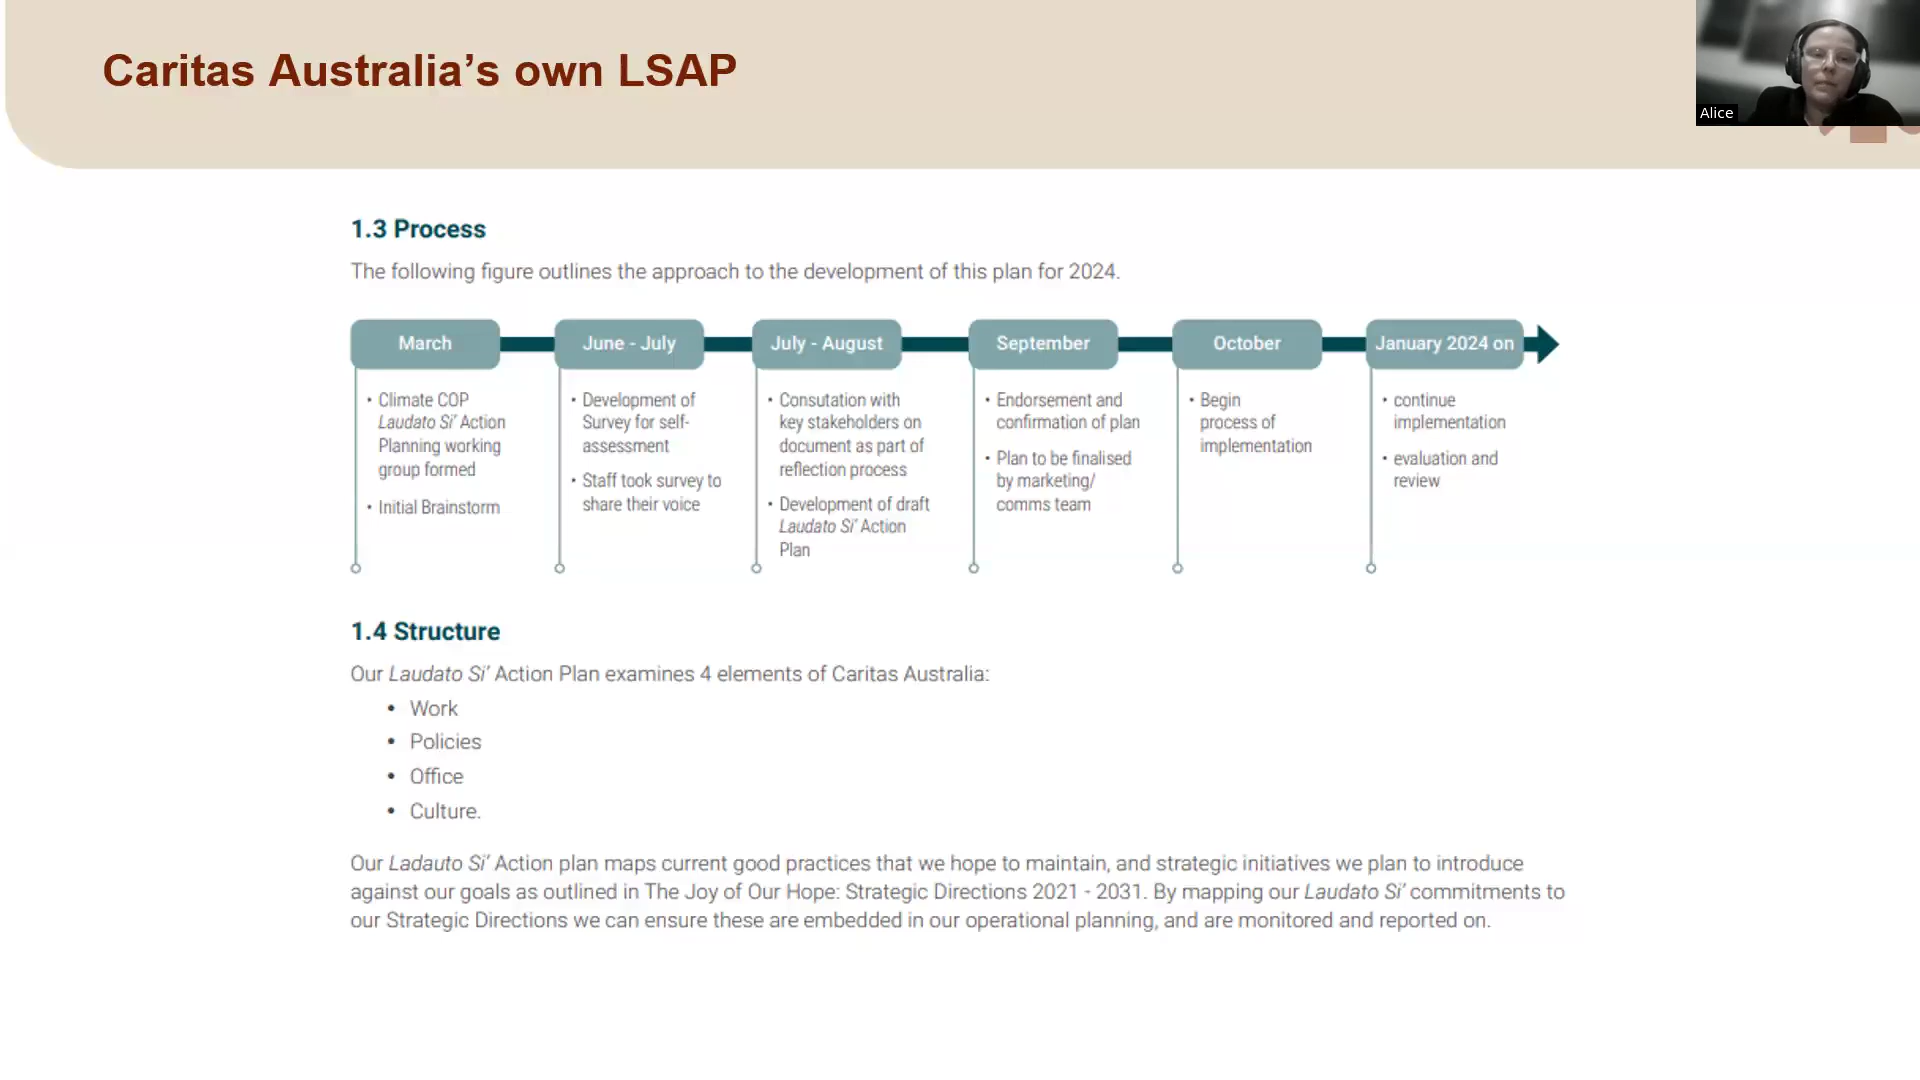 Caritas Australia’s own LSAP
Alice
1.3 Process
The following figure outlines the approach to the development of this plan for 2024.
March
• Climate COP
Laudato Si’ Action
Planning working
group formed
• Initial Brainstorm
June - July
• Development of
Survey for self-
assessment
• Staff took survey to
share their voice
July - August
• Consutation with
key stakeholders on
document as part of
reflection process
• Development of draft
Laudato Si’ Action
Plan
September
• Endorsement and
confirmation of plan
• Plan to be finalised
by marketing/
comms team
October
• Begin
process of
implementation
January 2024 on
• continue
implementation
• evaluation and
review
1.4 Structure
Our Laudato Si’ Action Plan examines 4 elements of Caritas Australia:
• Work
• Policies
• Office
• Culture.
Our Ladauto Si’ Action plan maps current good practices that we hope to maintain, and strategic initiatives we plan to introduce
against our goals as outlined in The Joy of Our Hope: Strategic Directions 2021 - 2031. By mapping our Laudato Si’ commitments to
our Strategic Directions we can ensure these are embedded in our operational planning, and are monitored and reported on.